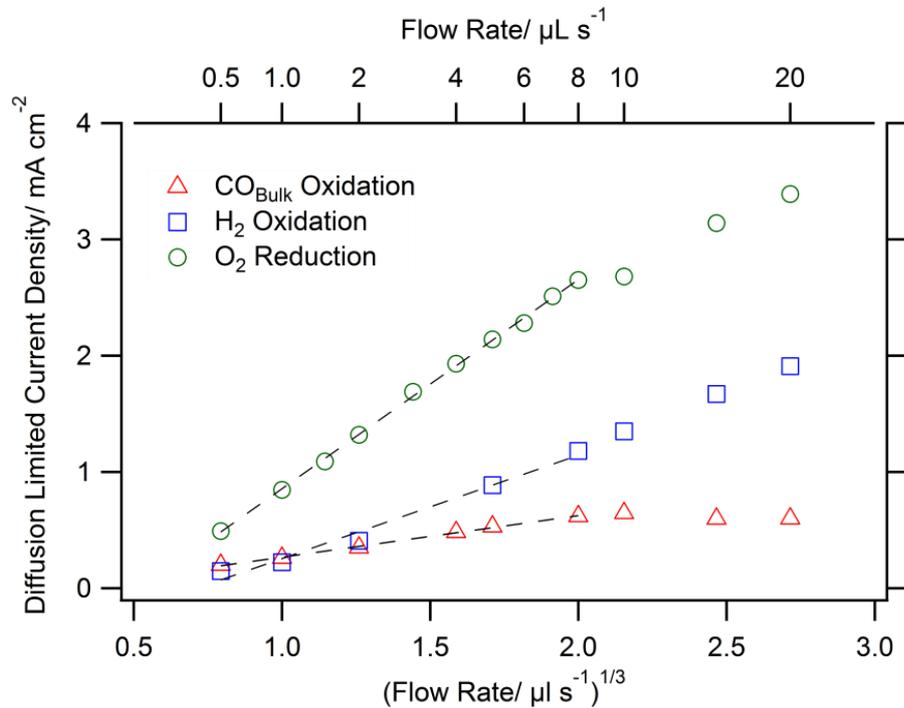 Flow Rate/ µL s⁻¹
0.5 1.0 2 4 6 8 10 20
Diffusion Limited Current Density/ mA cm⁻²
4
3
2
1
0
CO_Bulk Oxidation
H₂ Oxidation
O₂ Reduction
0.5 1.0 1.5 2.0 2.5 3.0
(Flow Rate/ µl s⁻¹)¹ᐟ³